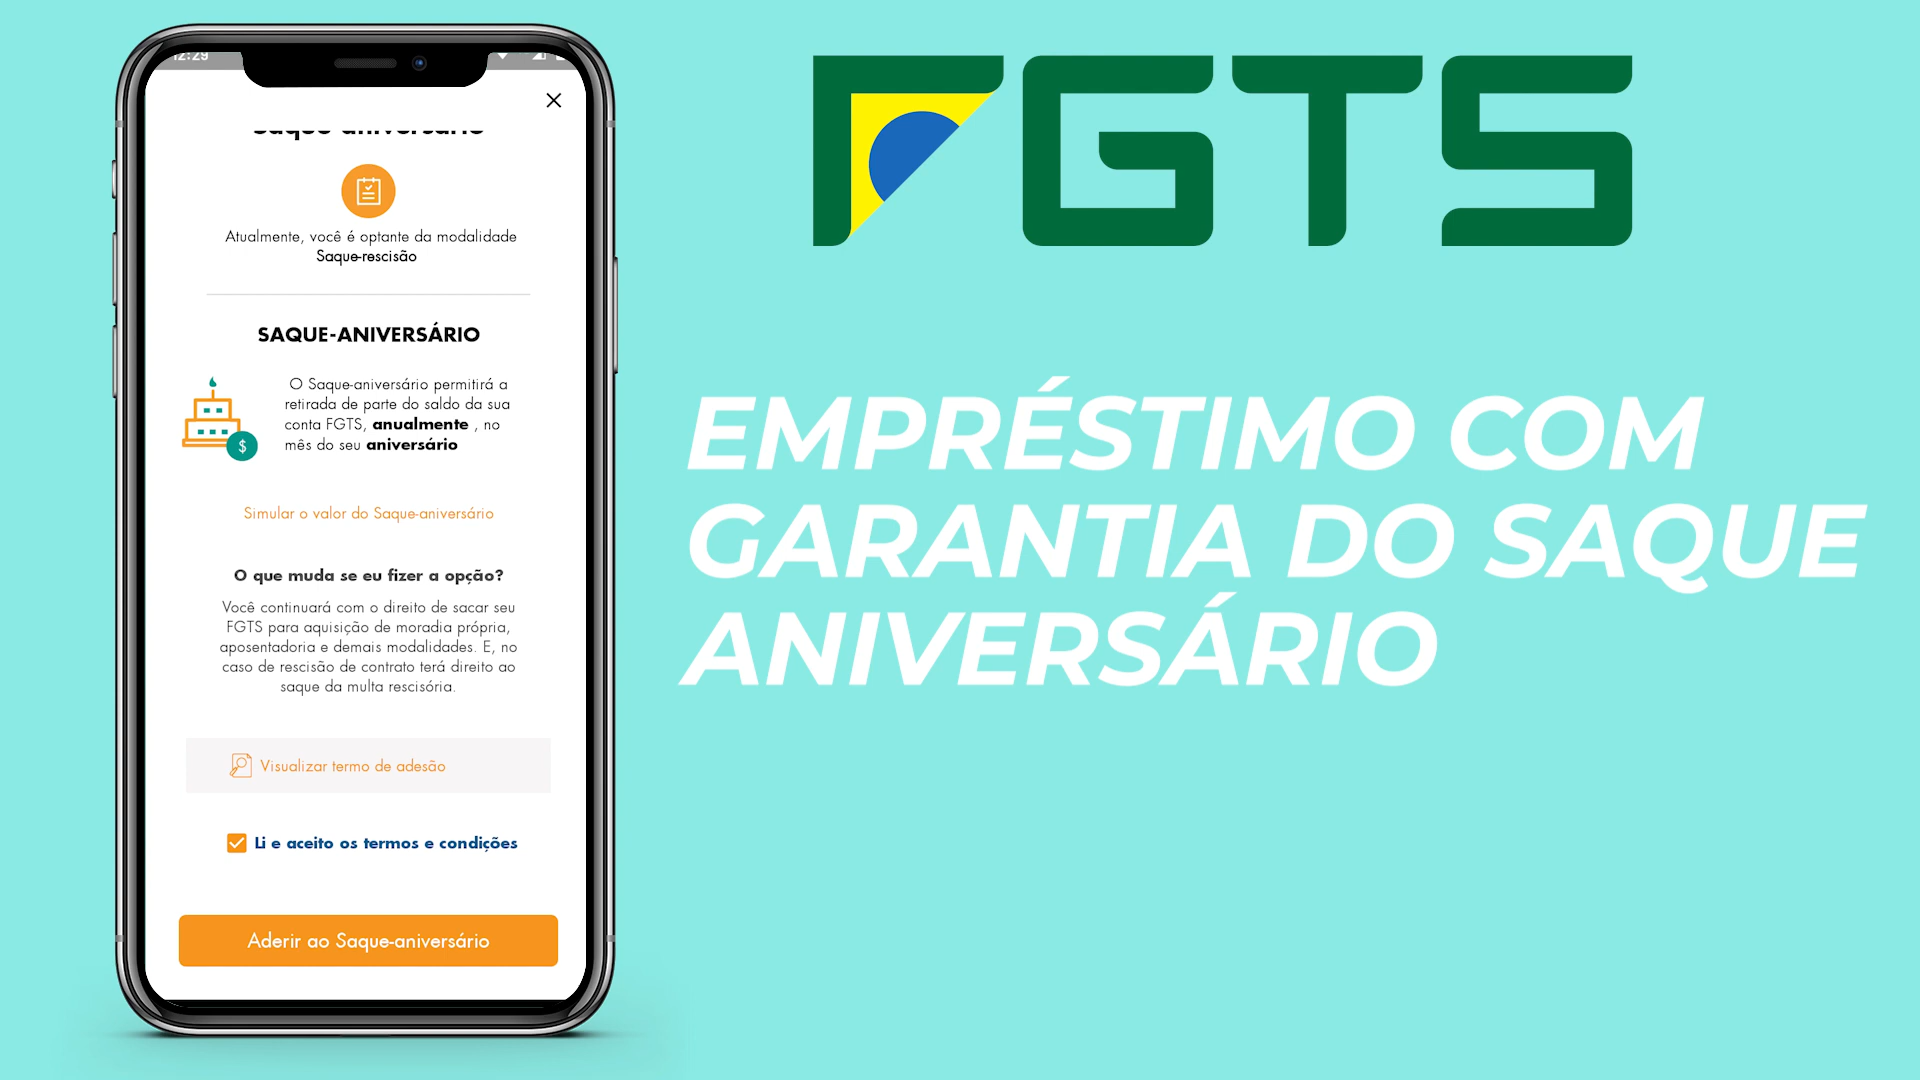 12:29
Saque-aniversário
Atualmente, você é optante da modalidade
Saque-rescisão
SAQUE-ANIVERSÁRIO
O Saque-aniversário permitirá a
retirada de parte do saldo da sua
conta FGTS, anualmente , no
mês do seu aniversário
$
Simular o valor do Saque-aniversário
O que muda se eu fizer a opção?
Você continuará com o direito de sacar seu
FGTS para aquisição de moradia própria,
aposentadoria e demais modalidades. E, no
caso de rescisão de contrato terá direito ao
saque da multa rescisória.
Visualizar termo de adesão
Li e aceito os termos e condições
Aderir ao Saque-aniversário
FGTS
EMPRÉSTIMO COM
GARANTIA DO SAQUE
ANIVERSÁRIO